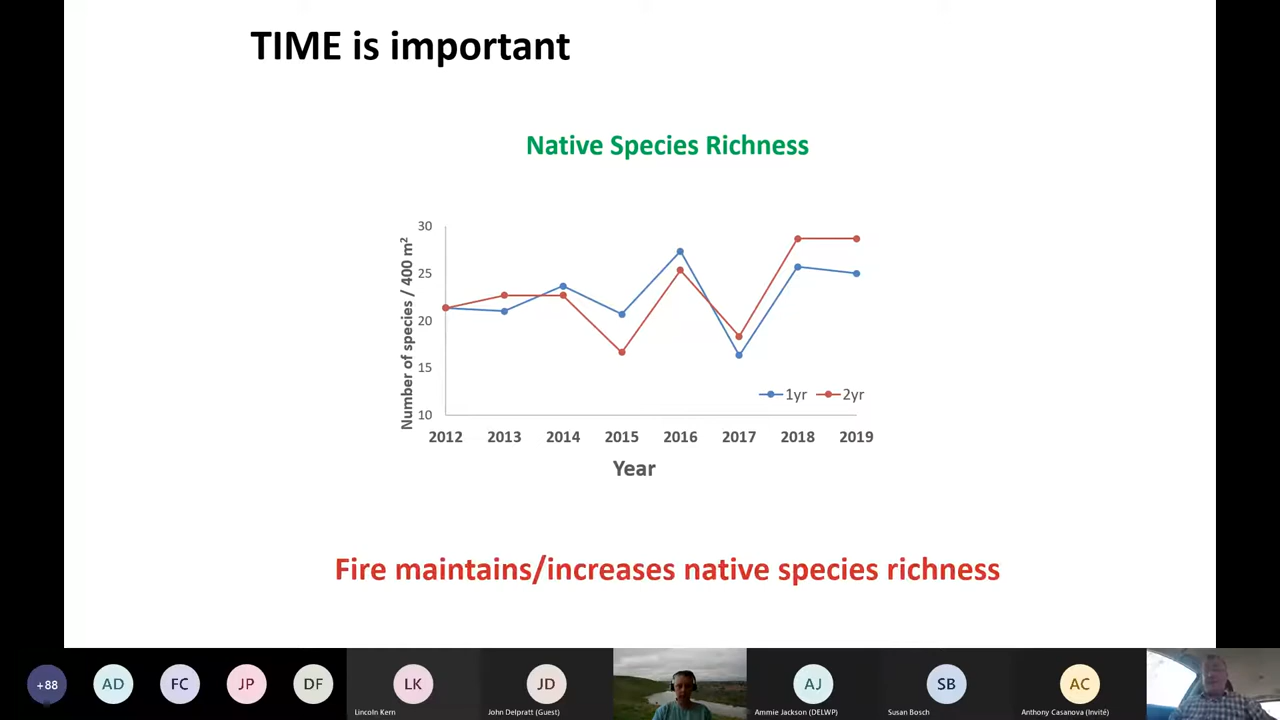 TIME is important
Native Species Richness
Number of species / 400 m²
30
25
20
15
10
1yr
2yr
2012 2013 2014 2015 2016 2017 2018 2019
Year
Fire maintains/increases native species richness
+88
AD
FC
JP
DF
LK
Lincoln Kern
JD
John Delpratt (Guest)
AJ
Ammie Jackson (DELWP)
SB
Susan Bosch
AC
Anthony Casanova (Invité)